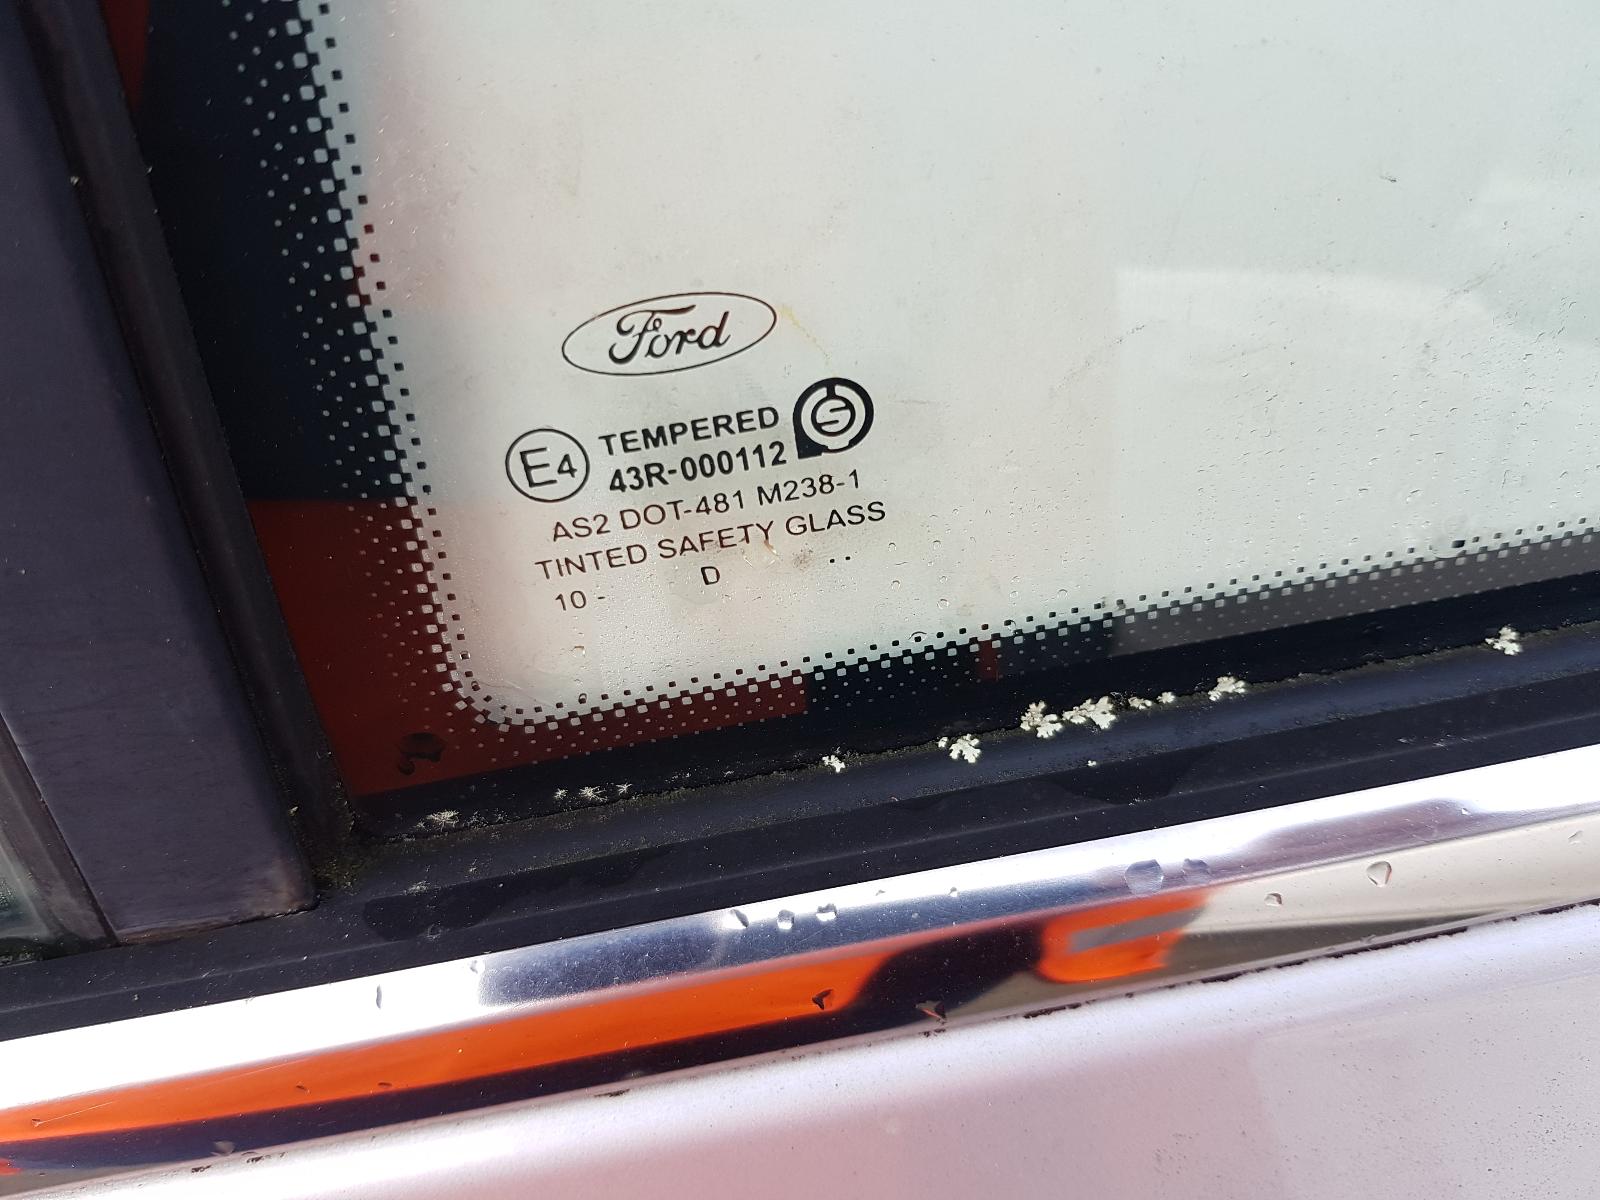 Ford
E4 TEMPERED
43R-000112
AS2 DOT-481 M238-1
TINTED SAFETY GLASS
10 - D ..